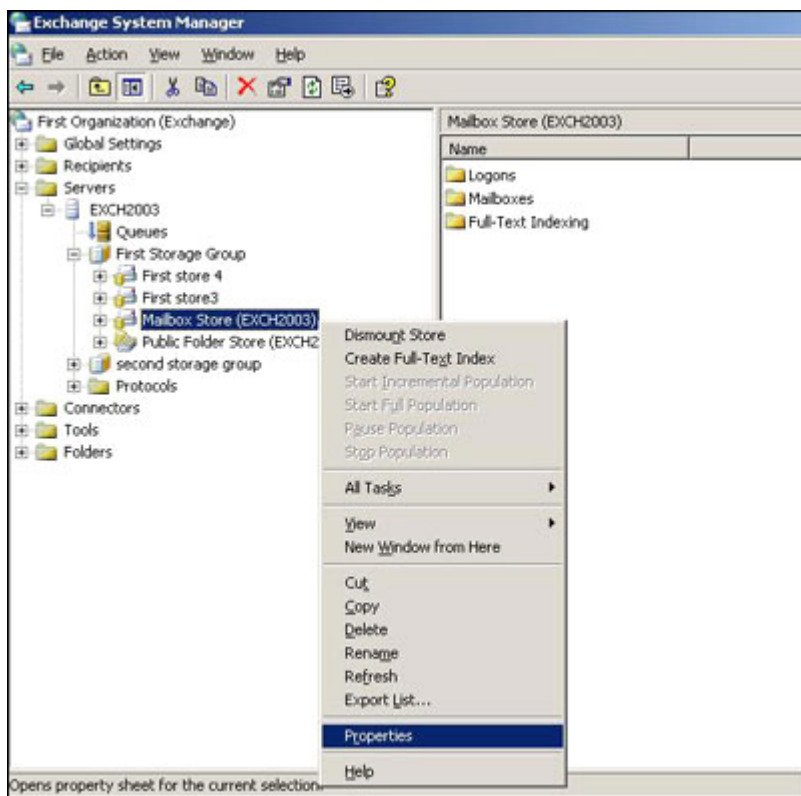 Exchange System Manager
File Action View Window Help
First Organization (Exchange)
Global Settings
Recipients
Servers
EXCH2003
Queues
First Storage Group
First store 4
First store3
Mailbox Store (EXCH2003)
Public Folder Store (EXCH2
second storage group
Protocols
Connectors
Tools
Folders
Mailbox Store (EXCH2003)
Name
Logons
Mailboxes
Full-Text Indexing
Dismount Store
Create Full-Text Index
Start Incremental Population
Start Full Population
Pause Population
Stop Population
All Tasks
View
New Window from Here
Cut
Copy
Delete
Rename
Refresh
Export List...
Properties
Help
Opens property sheet for the current selection.